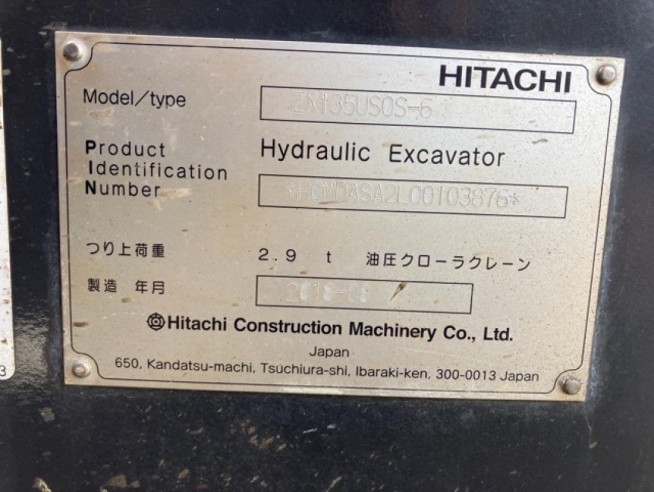 HITACHI
Model/type ZX135USOS-6
Product Hydraulic Excavator
Identification
Number
つり上荷重 2.9 t 油圧クローラクレーン
製造 年月
Hitachi Construction Machinery Co., Ltd.
Japan
650, Kandatsu-machi, Tsuchiura-shi, Ibaraki-ken, 300-0013 Japan
3